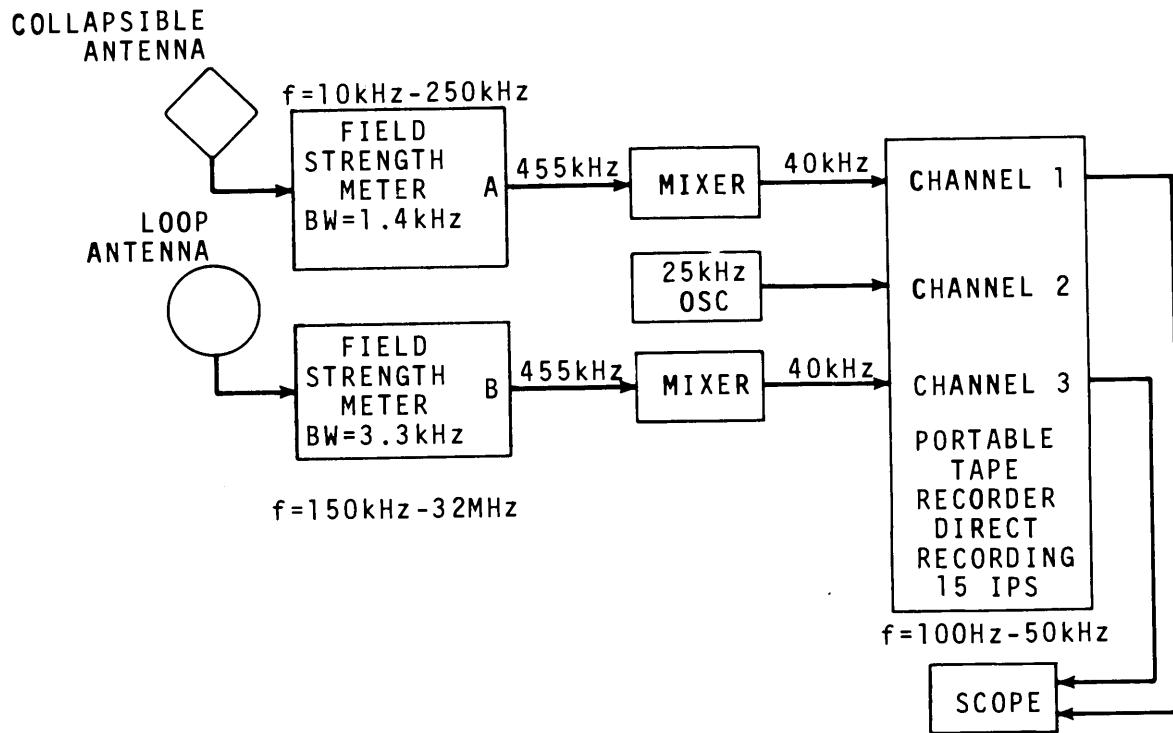 COLLAPSIBLE
ANTENNA
f=10kHz-250kHz
FIELD
STRENGTH
METER
A
BW=1.4kHz
455kHz
MIXER
40kHz
CHANNEL 1
LOOP
ANTENNA
25kHz
OSC
CHANNEL 2
FIELD
STRENGTH
METER
B
BW=3.3kHz
455kHz
MIXER
40kHz
CHANNEL 3
PORTABLE
TAPE
RECORDER
DIRECT
RECORDING
15 IPS
f=150kHz-32MHz
f=100Hz-50kHz
SCOPE